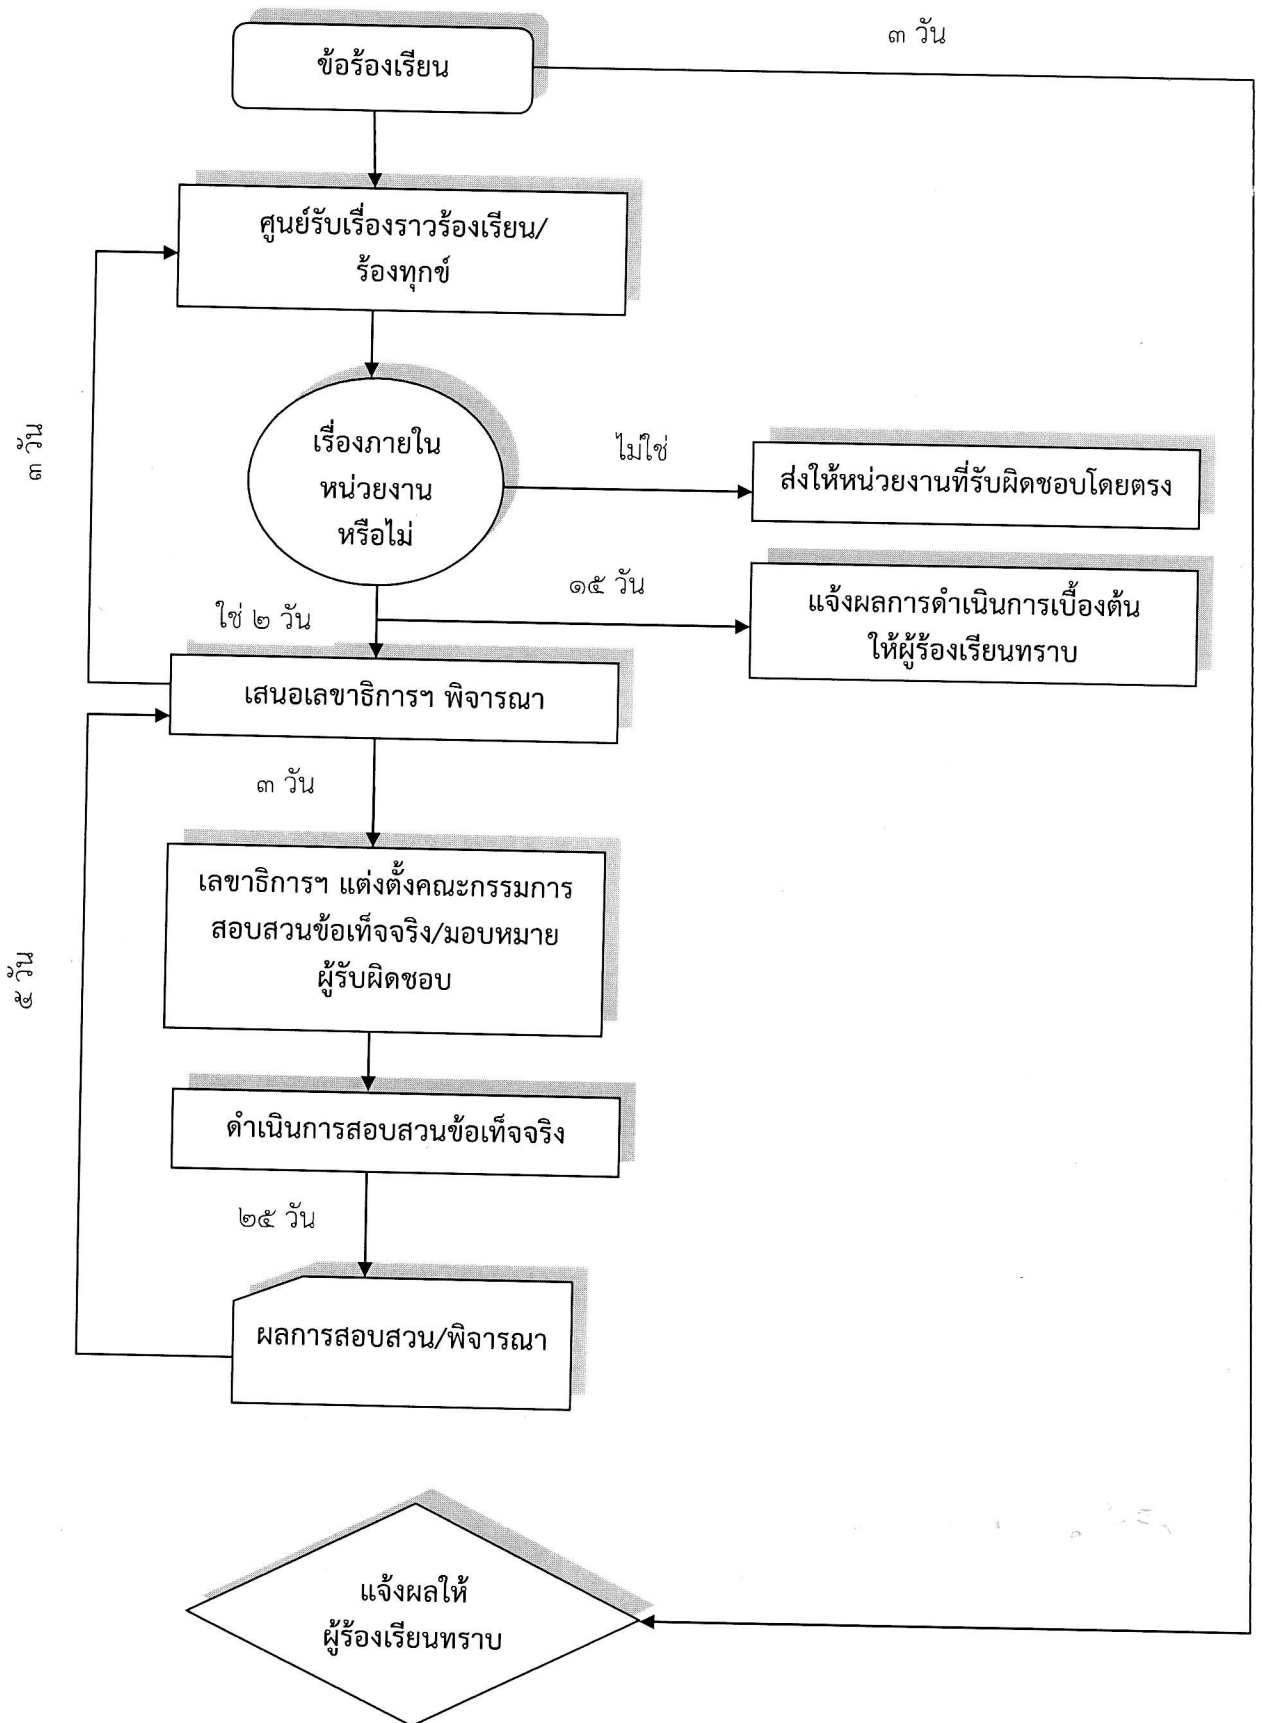 ข้อร้องเรียน
๓ วัน
ศูนย์รับเรื่องราวร้องเรียน/
ร้องทุกข์
๓ วัน
เรื่องภายใน
หน่วยงาน
หรือไม่
ไม่ใช่
ส่งให้หน่วยงานที่รับผิดชอบโดยตรง
ใช่ ๒ วัน
๑๕ วัน
แจ้งผลการดำเนินการเบื้องต้น
ให้ผู้ร้องเรียนทราบ
เสนอเลขาธิการฯ พิจารณา
๓ วัน
เลขาธิการฯ แต่งตั้งคณะกรรมการ
สอบสวนข้อเท็จจริง/มอบหมาย
ผู้รับผิดชอบ
๕ วัน
ดำเนินการสอบสวนข้อเท็จจริง
๒๕ วัน
ผลการสอบสวน/พิจารณา
แจ้งผลให้
ผู้ร้องเรียนทราบ